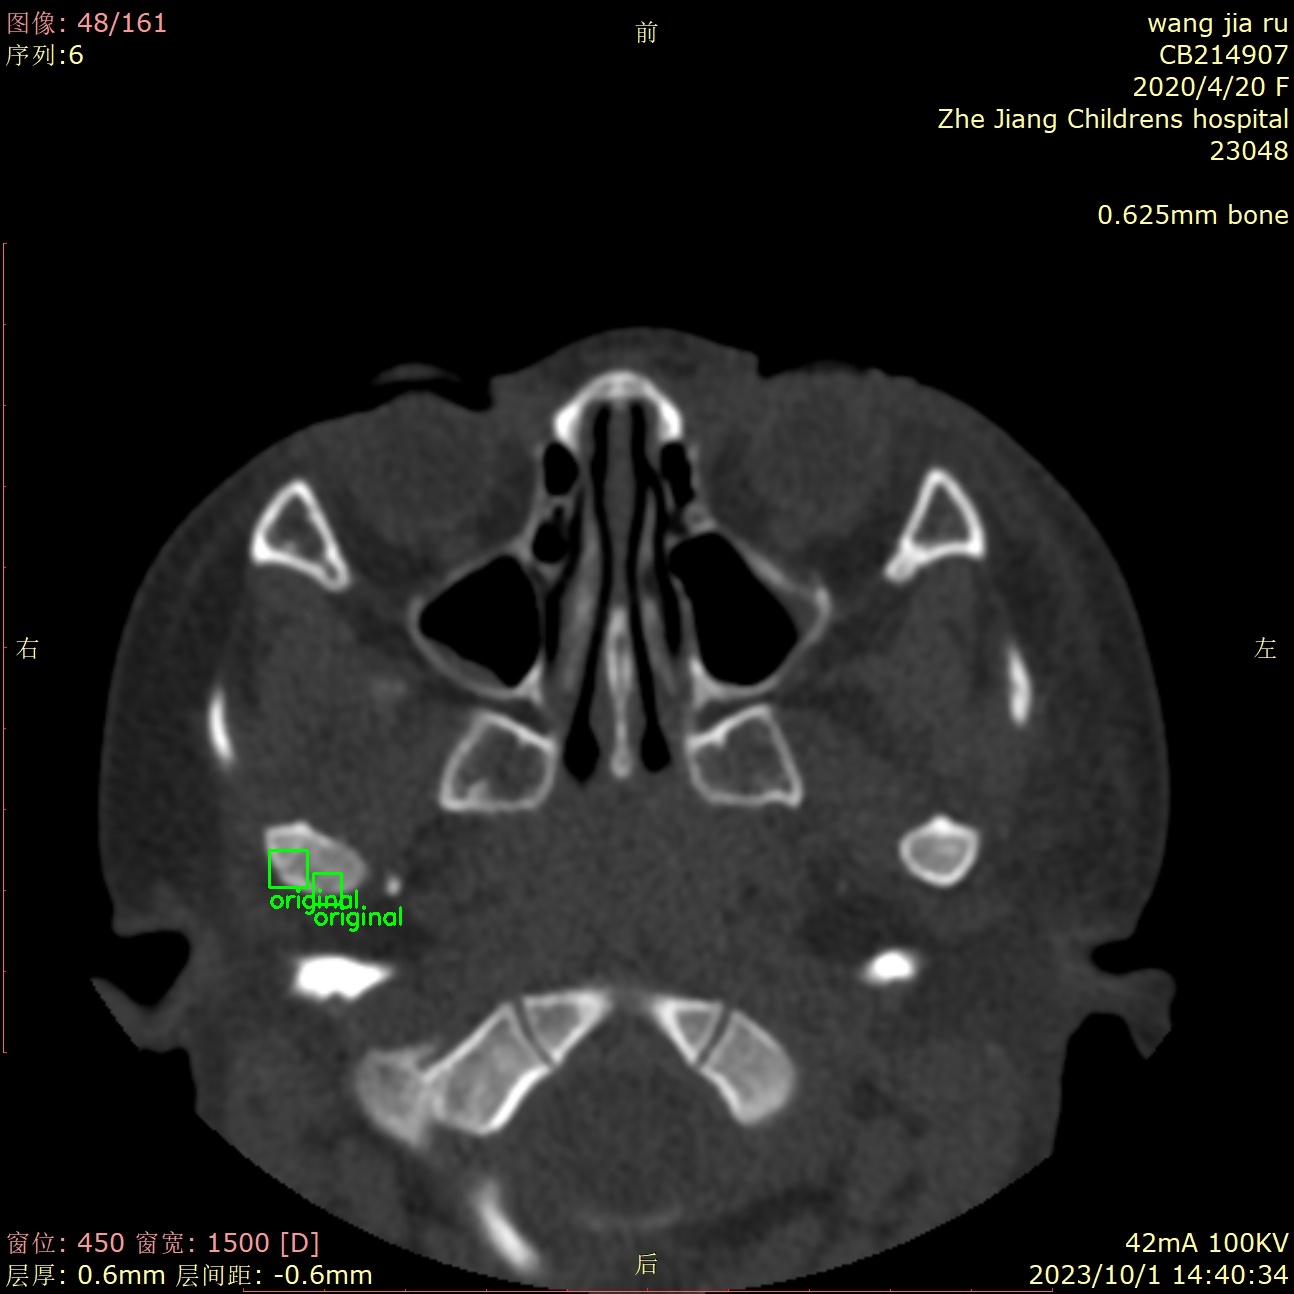 图像: 48/161
序列:6
前
wang jia ru
CB214907
2020/4/20 F
Zhe Jiang Childrens hospital
23048
0.625mm bone
右
左
original
original
窗位: 450 窗宽: 1500 [D]
层厚: 0.6mm 层间距: -0.6mm
后
42mA 100KV
2023/10/1 14:40:34